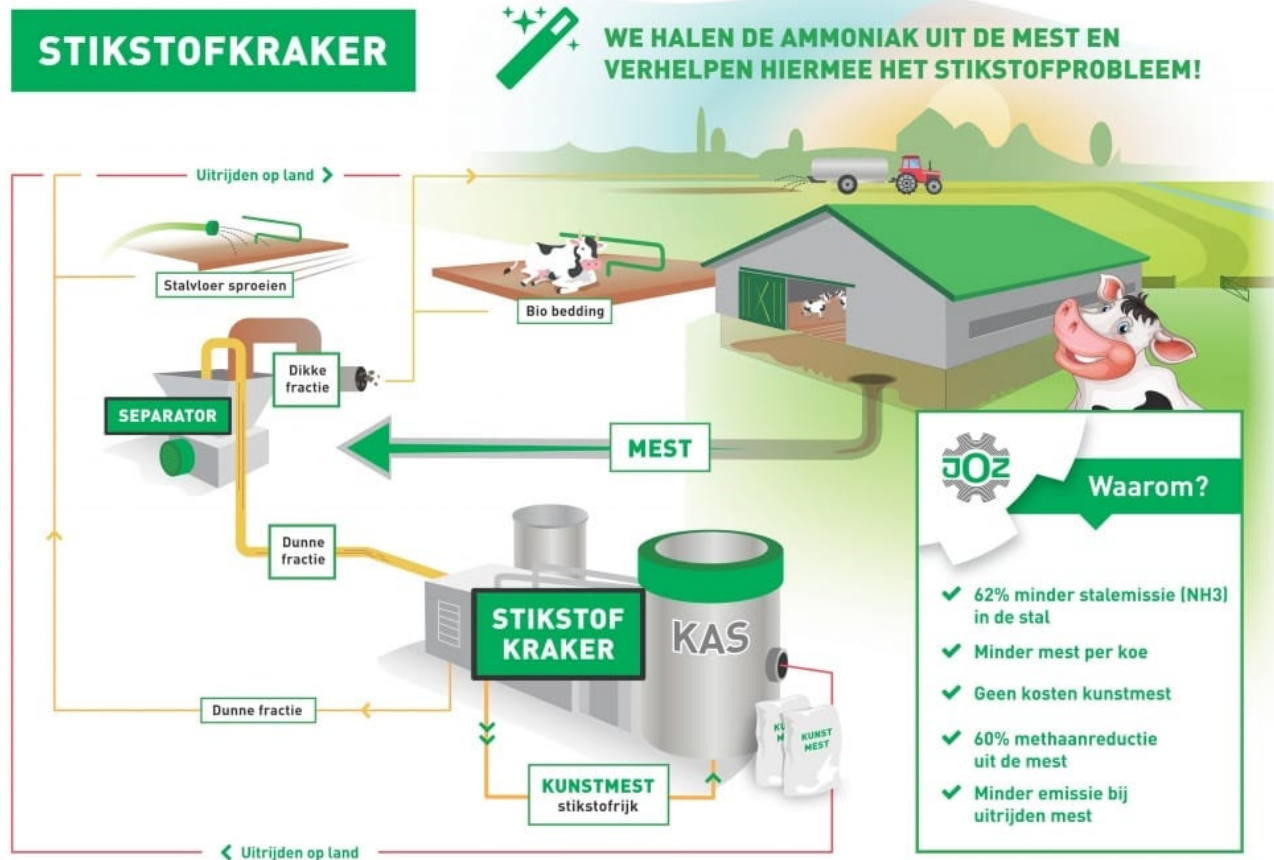 STIKSTOFKRAKER
WE HALEN DE AMMONIAK UIT DE MEST EN
VERHELPEN HIERMEE HET STIKSTOFPROBLEEM!
Uitrijden op land
Stalvloer sproeien
Bio bedding
Dikke
fractie
SEPARATOR
MEST
Dunne
fractie
STIKSTOF
KRAKER
KAS
Dunne fractie
KUNSTMEST
stikstofrijk
KUNST
MEST
Uitrijden op land
JOZ
Waarom?
62% minder stalemissie (NH3)
in de stal
Minder mest per koe
Geen kosten kunstmest
60% methaanreductie
uit de mest
Minder emissie bij
uitrijden mest